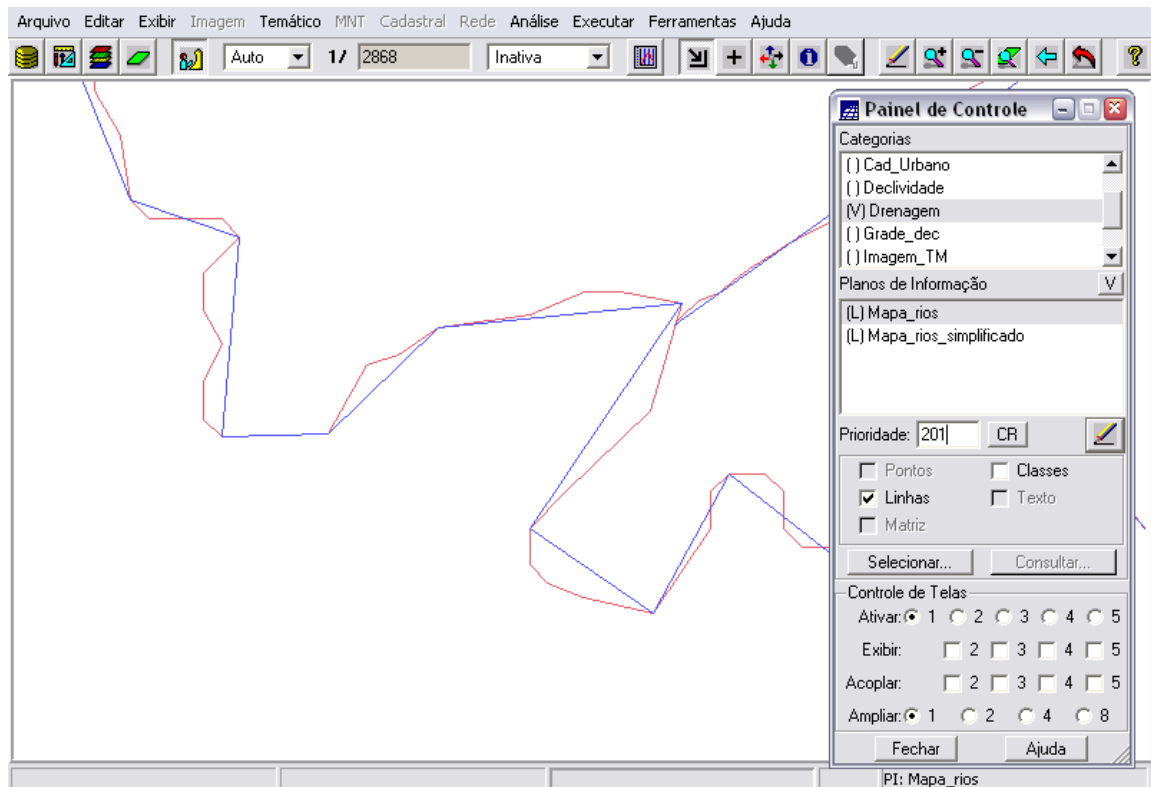 Arquivo Editar Exibir Imagem Temático MNT Cadastral Rede Análise Executar Ferramentas Ajuda
Auto 1/ 2868 Inativa
Painel de Controle
Categorias
( ) Cad_Urbano
( ) Declividade
(V) Drenagem
( ) Grade_dec
( ) Imagem_TM
Planos de Informação V
(L) Mapa_rios
(L) Mapa_rios_simplificado
Prioridade: 201 CR
Pontos Classes
Linhas Texto
Matriz
Selecionar... Consultar...
Controle de Telas
Ativar: 1 2 3 4 5
Exibir: 2 3 4 5
Acoplar: 2 3 4 5
Ampliar: 1 2 4 8
Fechar Ajuda
PI: Mapa_rios